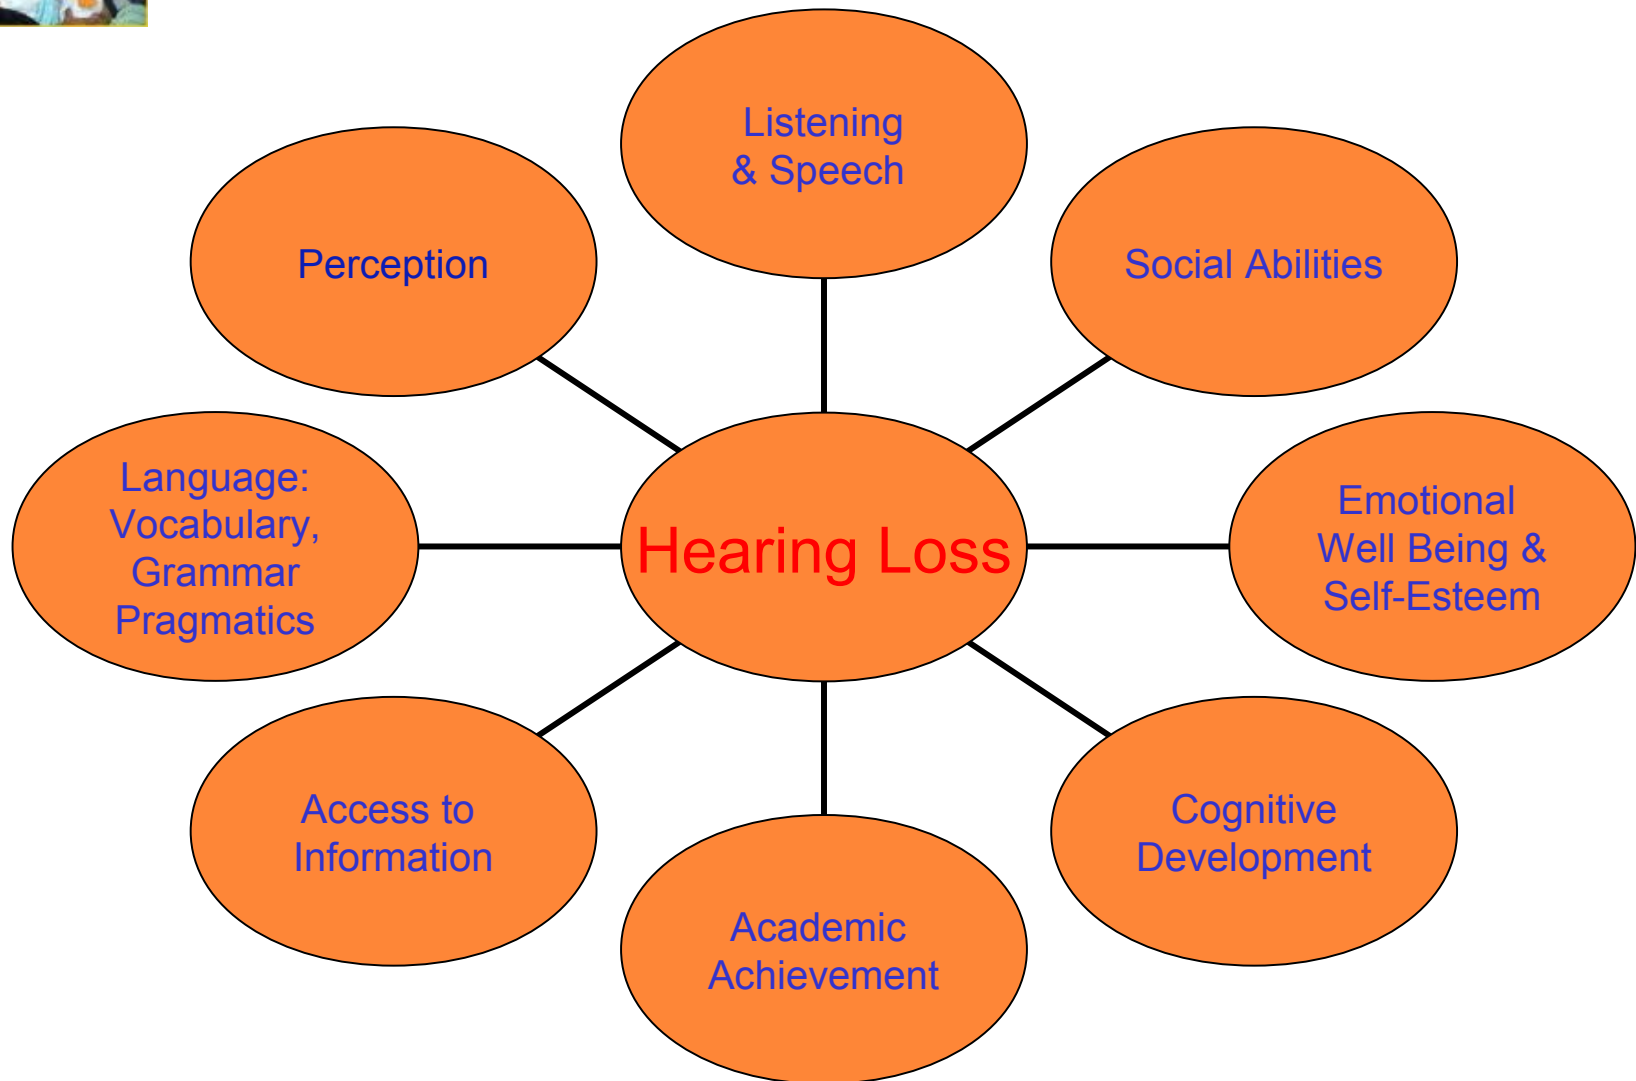 Listening
& Speech
Perception
Social Abilities
Language:
Vocabulary,
Grammar
Pragmatics
Hearing Loss
Emotional
Well Being &
Self-Esteem
Access to
Information
Cognitive
Development
Academic
Achievement